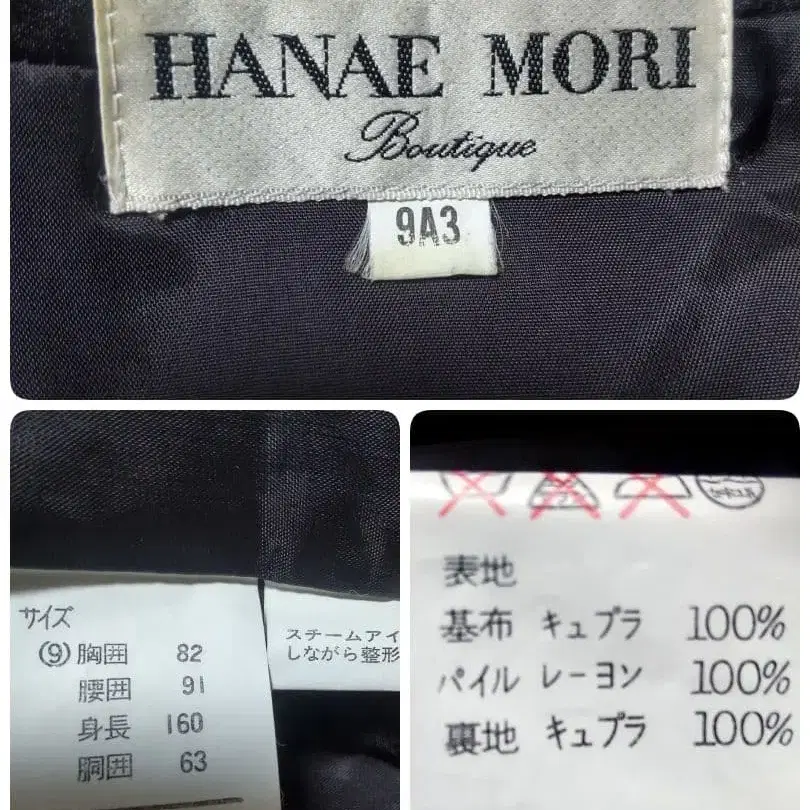 HANAE MORI
Boutique
9A3
サイズ
(9) 胸囲 82
腰囲 91
身長 160
胴囲 63
スチームアイ
しながら整形
表地
基布 キュプラ 100%
パイル レーヨン 100%
裏地 キュプラ 100%